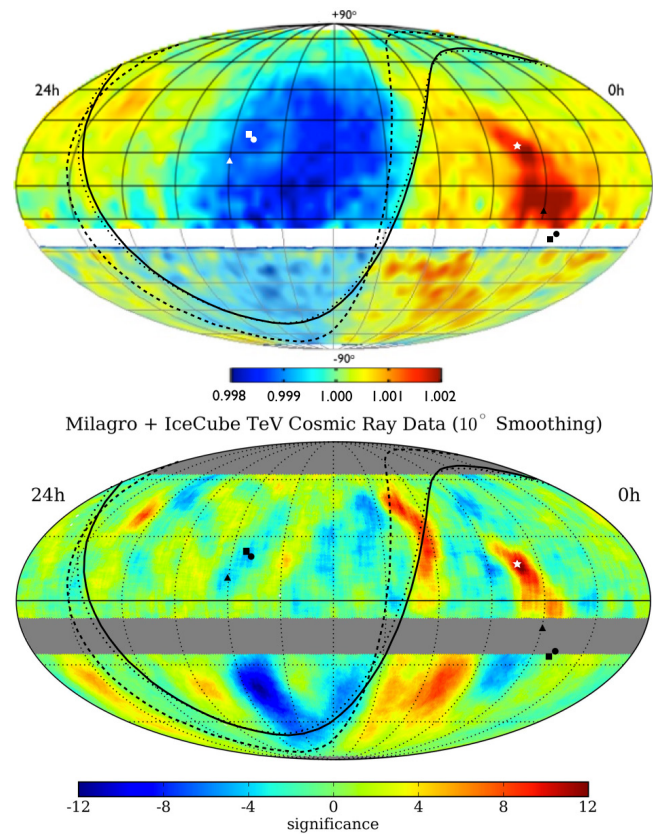 +90°
24h
0h
-90°
0.998 0.999 1.000 1.001 1.002
Milagro + IceCube TeV Cosmic Ray Data (10° Smoothing)
24h
0h
-12 -8 -4 0 4 8 12
significance